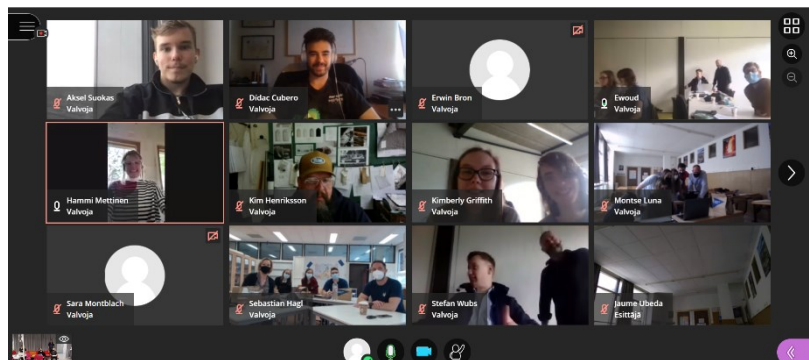 Aksel Suokas
Valvoja
Didac Cubero
Valvoja
Erwin Bron
Valvoja
Ewoud
Valvoja
Hammi Mettinen
Valvoja
Kim Henriksson
Valvoja
Kimberly Griffith
Valvoja
Montse Luna
Valvoja
Sara Montblach
Valvoja
Sebastian Hagl
Valvoja
Stefan Wubs
Valvoja
Jaume Ubeda
Esittäjä